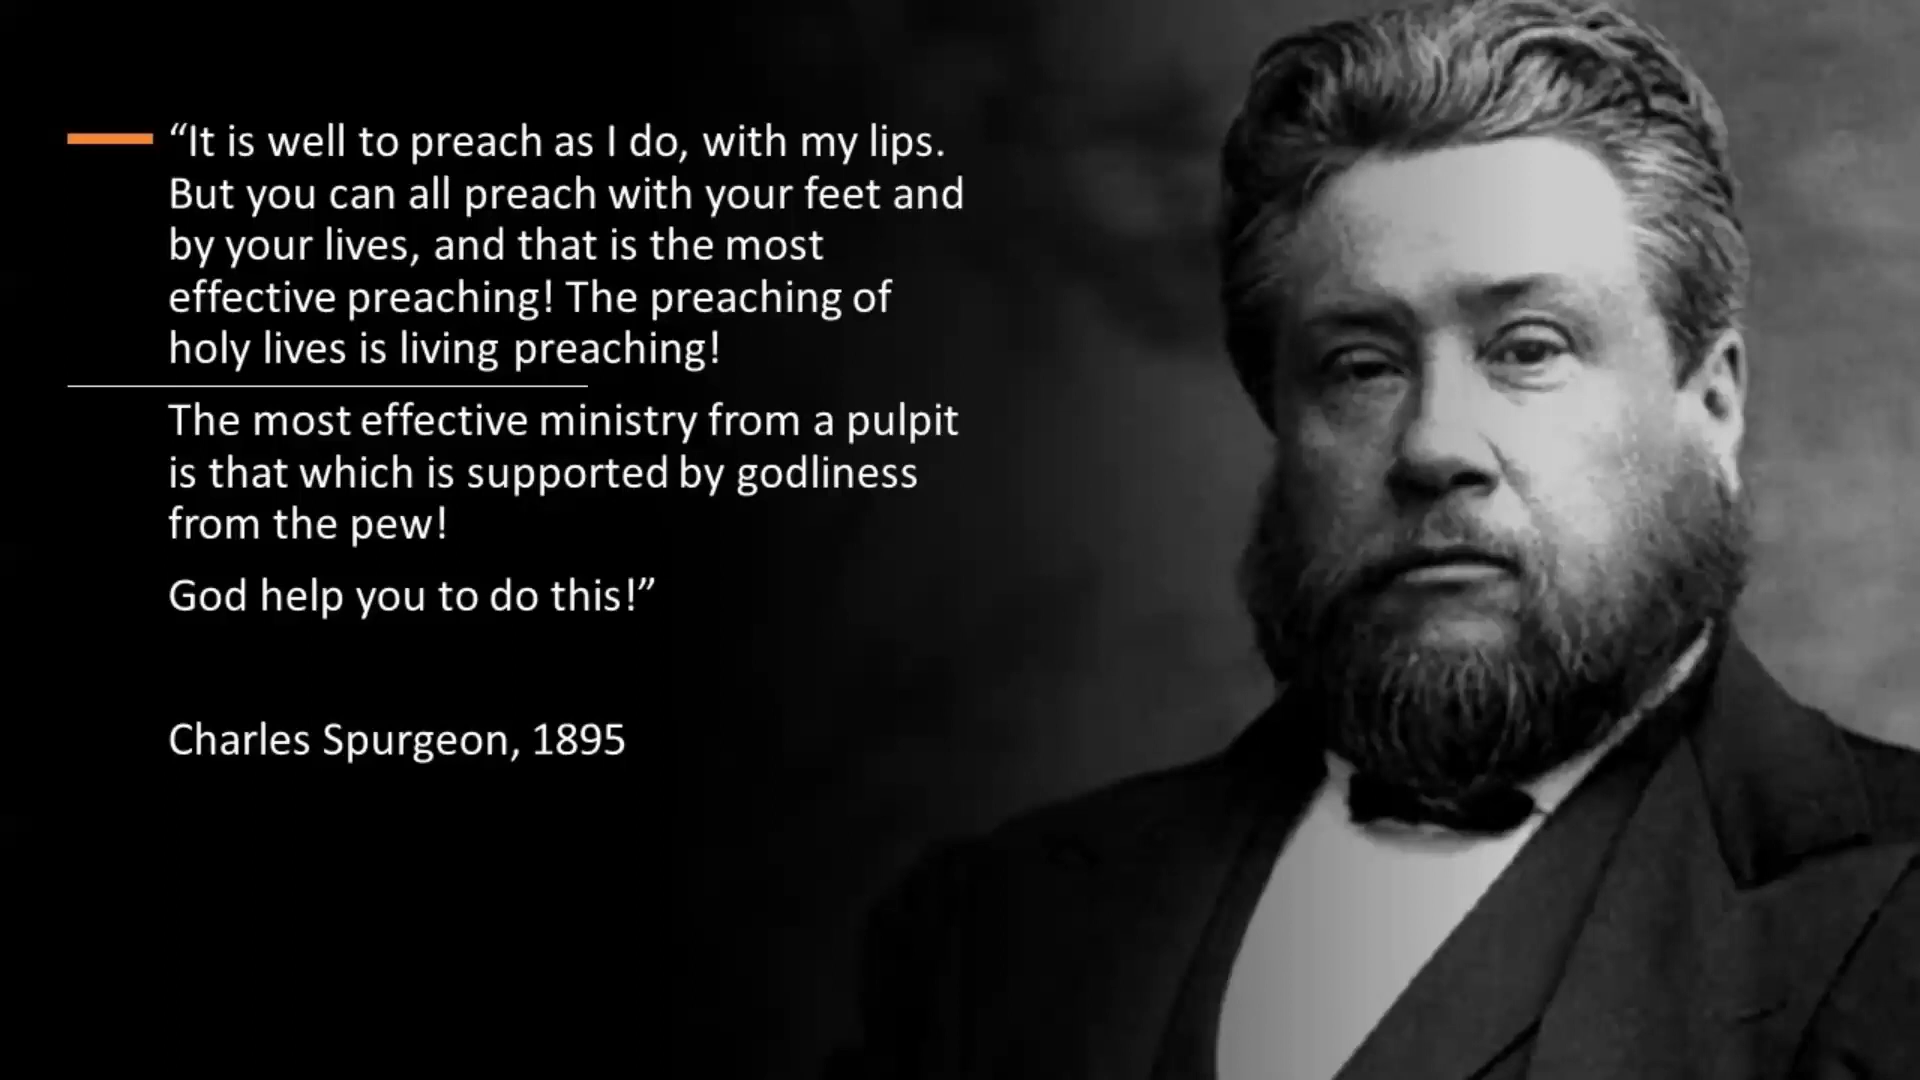 “It is well to preach as I do, with my lips.
But you can all preach with your feet and
by your lives, and that is the most
effective preaching! The preaching of
holy lives is living preaching!
The most effective ministry from a pulpit
is that which is supported by godliness
from the pew!
God help you to do this!”
Charles Spurgeon, 1895